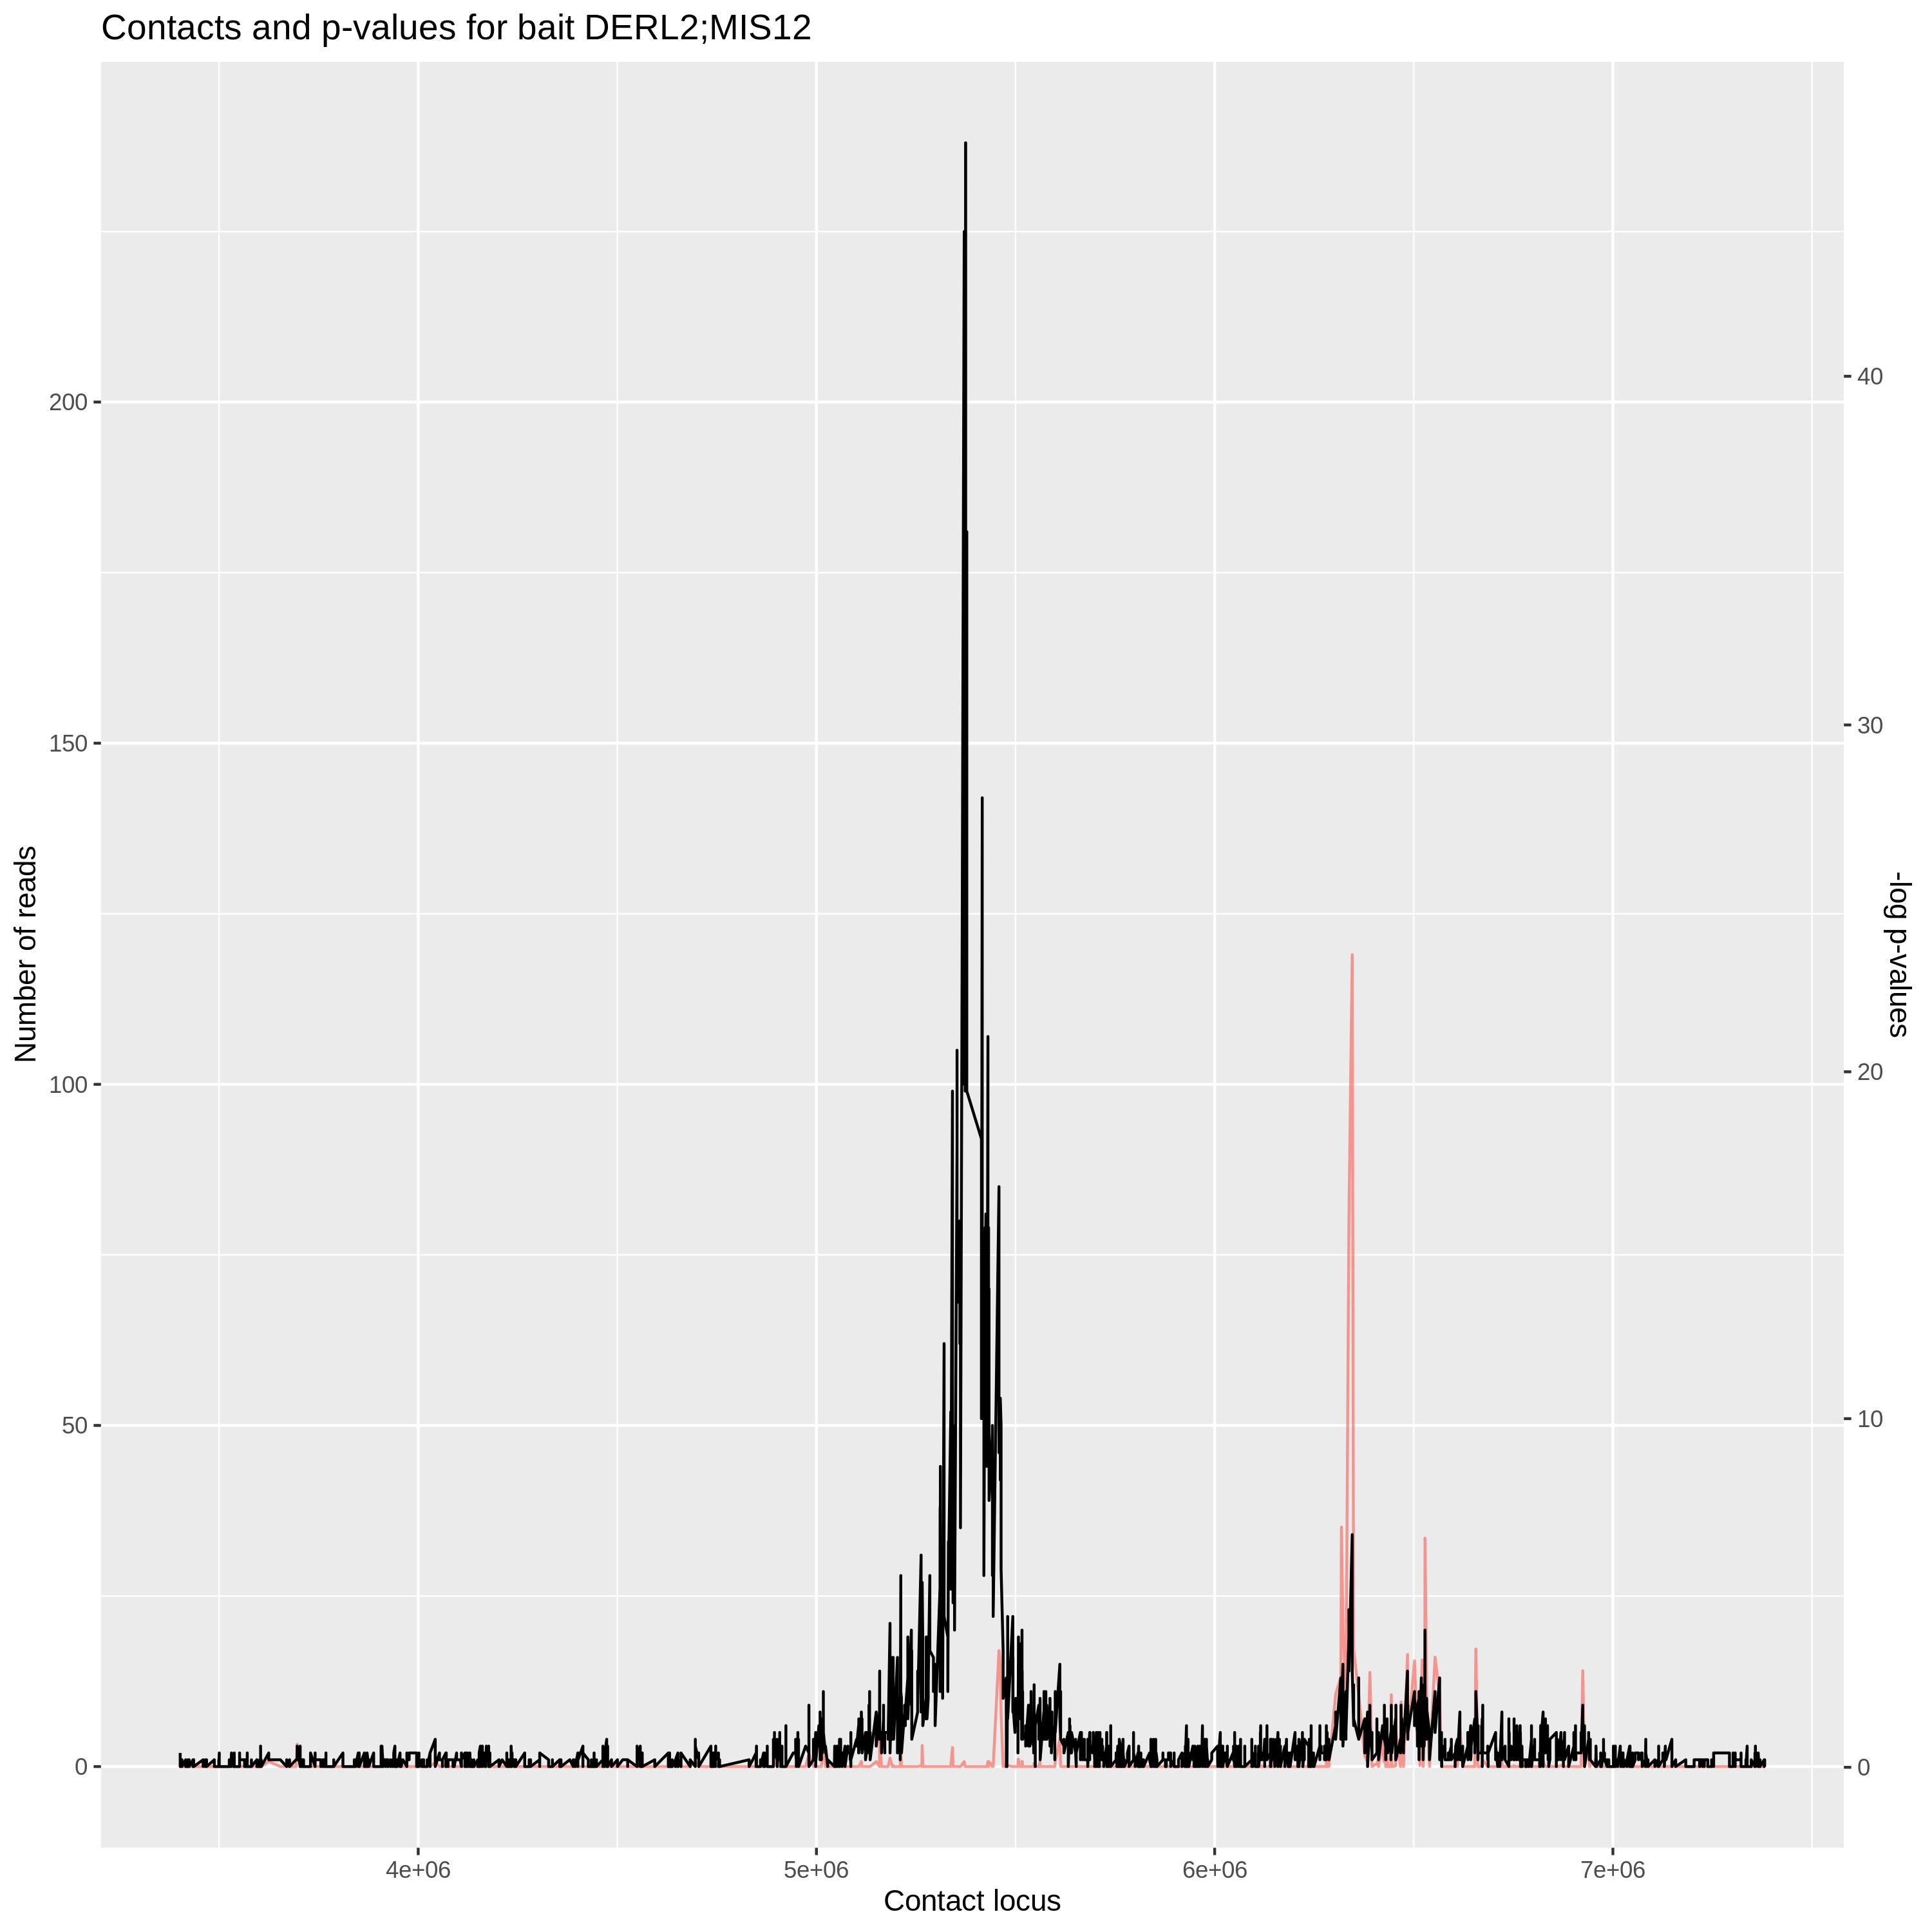 Contacts and p-values for bait DERL2;MIS12
Number of reads
200
150
100
50
0
40
30
20
10
0
-log p-values
4e+06
5e+06
6e+06
7e+06
Contact locus